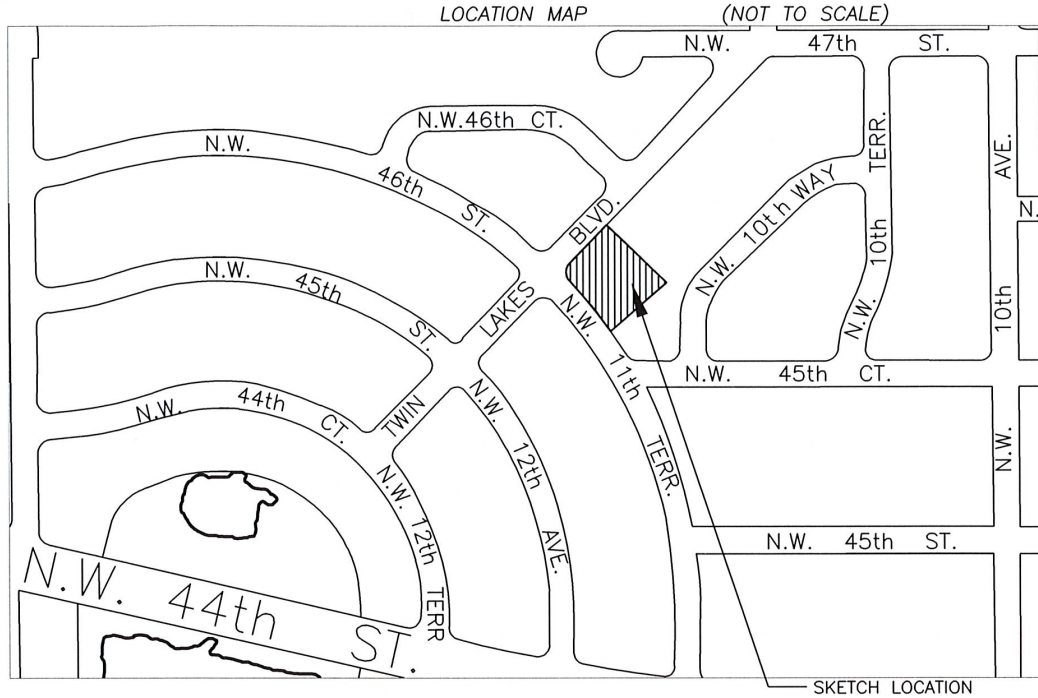 LOCATION MAP (NOT TO SCALE)
N.W. 47th ST.
N.W.46th CT.
N.W. 46th ST.
BLVD.
N.W. 10th WAY
N.W. 10th TERR.
N.W. 10th AVE.
N.
N.W. 45th ST.
LAKES
TWIN
N.W. 11th TERR.
N.W. 45th CT.
N.W. 44th CT.
N.W. 12th AVE.
N.W. 12th TERR
N.W. 45th ST.
N.W. 44th ST.
SKETCH LOCATION